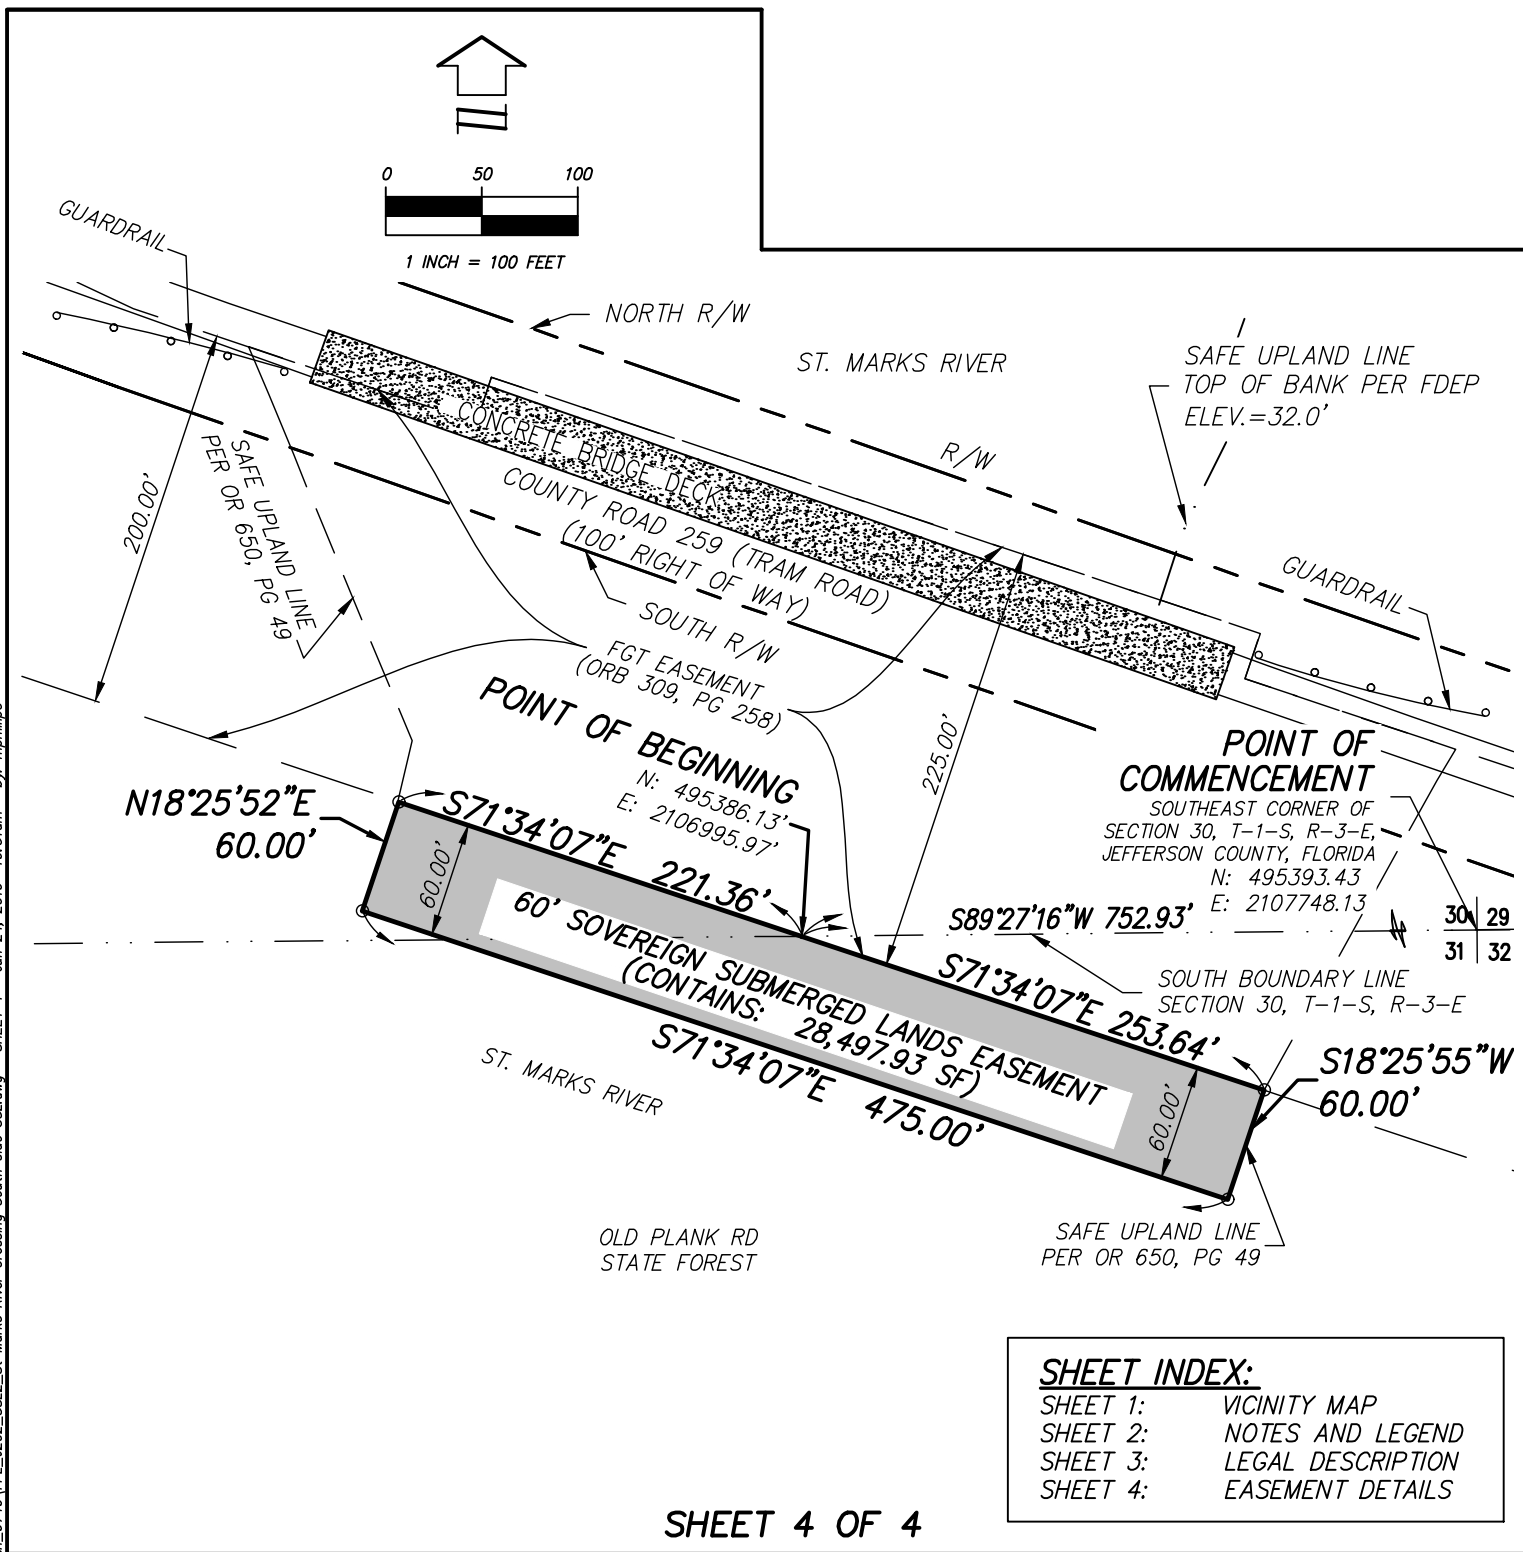 0 50 100
1 INCH = 100 FEET
GUARDRAIL
NORTH R/W
ST. MARKS RIVER
SAFE UPLAND LINE
TOP OF BANK PER FDEP
ELEV.=32.0'
R/W
CONCRETE BRIDGE DECK
COUNTY ROAD 259 (TRAM ROAD)
(100' RIGHT OF WAY)
SOUTH R/W
GUARDRAIL
200.00'
SAFE UPLAND LINE
PER OR 650, PG 49
FGT EASEMENT
(ORB 309, PG 258)
225.00'
POINT OF BEGINNING
N: 495386.13'
E: 2106995.97'
POINT OF
COMMENCEMENT
SOUTHEAST CORNER OF
SECTION 30, T-1-S, R-3-E,
JEFFERSON COUNTY, FLORIDA
N: 495393.43
E: 2107748.13
N18°25'52"E
60.00'
S71°34'07"E 221.36'
60.00'
S89°27'16"W 752.93'
30 29
31 32
SOUTH BOUNDARY LINE
SECTION 30, T-1-S, R-3-E
60' SOVEREIGN SUBMERGED LANDS EASEMENT
(CONTAINS: 28,497.93 SF)
S71°34'07"E 253.64'
S71°34'07"E 475.00'
60.00'
S18°25'55"W
60.00'
ST. MARKS RIVER
SAFE UPLAND LINE
PER OR 650, PG 49
OLD PLANK RD
STATE FOREST
SHEET INDEX:
SHEET 1: VICINITY MAP
SHEET 2: NOTES AND LEGEND
SHEET 3: LEGAL DESCRIPTION
SHEET 4: EASEMENT DETAILS
SHEET 4 OF 4